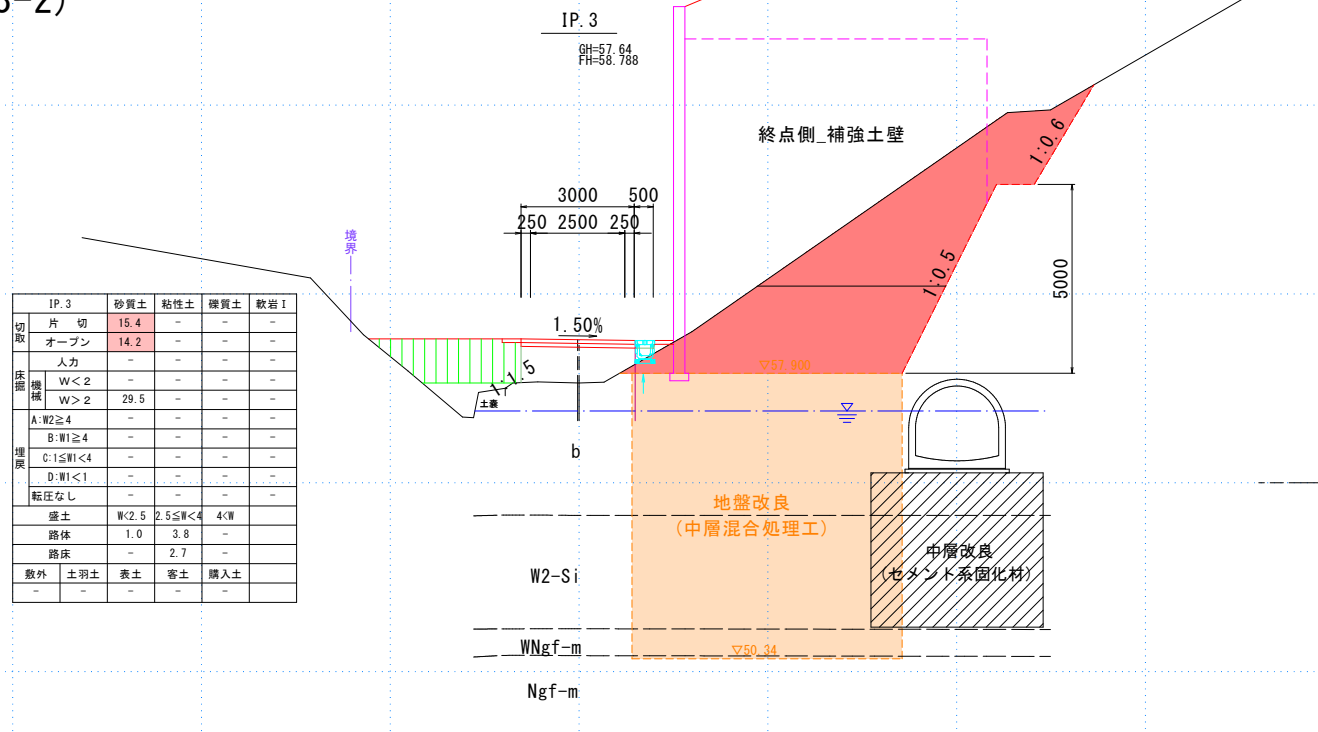 3-2)
IP.3
GH=57.64
FH=58.788
終点側_補強土壁
1:0.6
3000 500
250 2500 250
境界
1:0.5
5000
1.50%
▽57.900
1:1.5
土嚢
b
地盤改良
(中層混合処理工)
中層改良
(セメント系固化材)
W2-Si
WNgf-m
▽50.34
Ngf-m
IP.3 砂質土 粘性土 礫質土 軟岩Ⅰ
切取 片 切 15.4 - - -
オープン 14.2 - - -
床掘 人力 - - - -
機械 W<2 - - - -
W>2 29.5 - - -
埋戻 A:W2≧4 - - - -
B:W1≧4 - - - -
C:1≦W1<4 - - - -
D:W1<1 - - - -
転圧なし - - - -
盛土 W<2.5 2.5≦W<4 4<W
路体 1.0 3.8 -
路床 - 2.7 -
敷外 土羽土 表土 客土 購入土
- - - - -